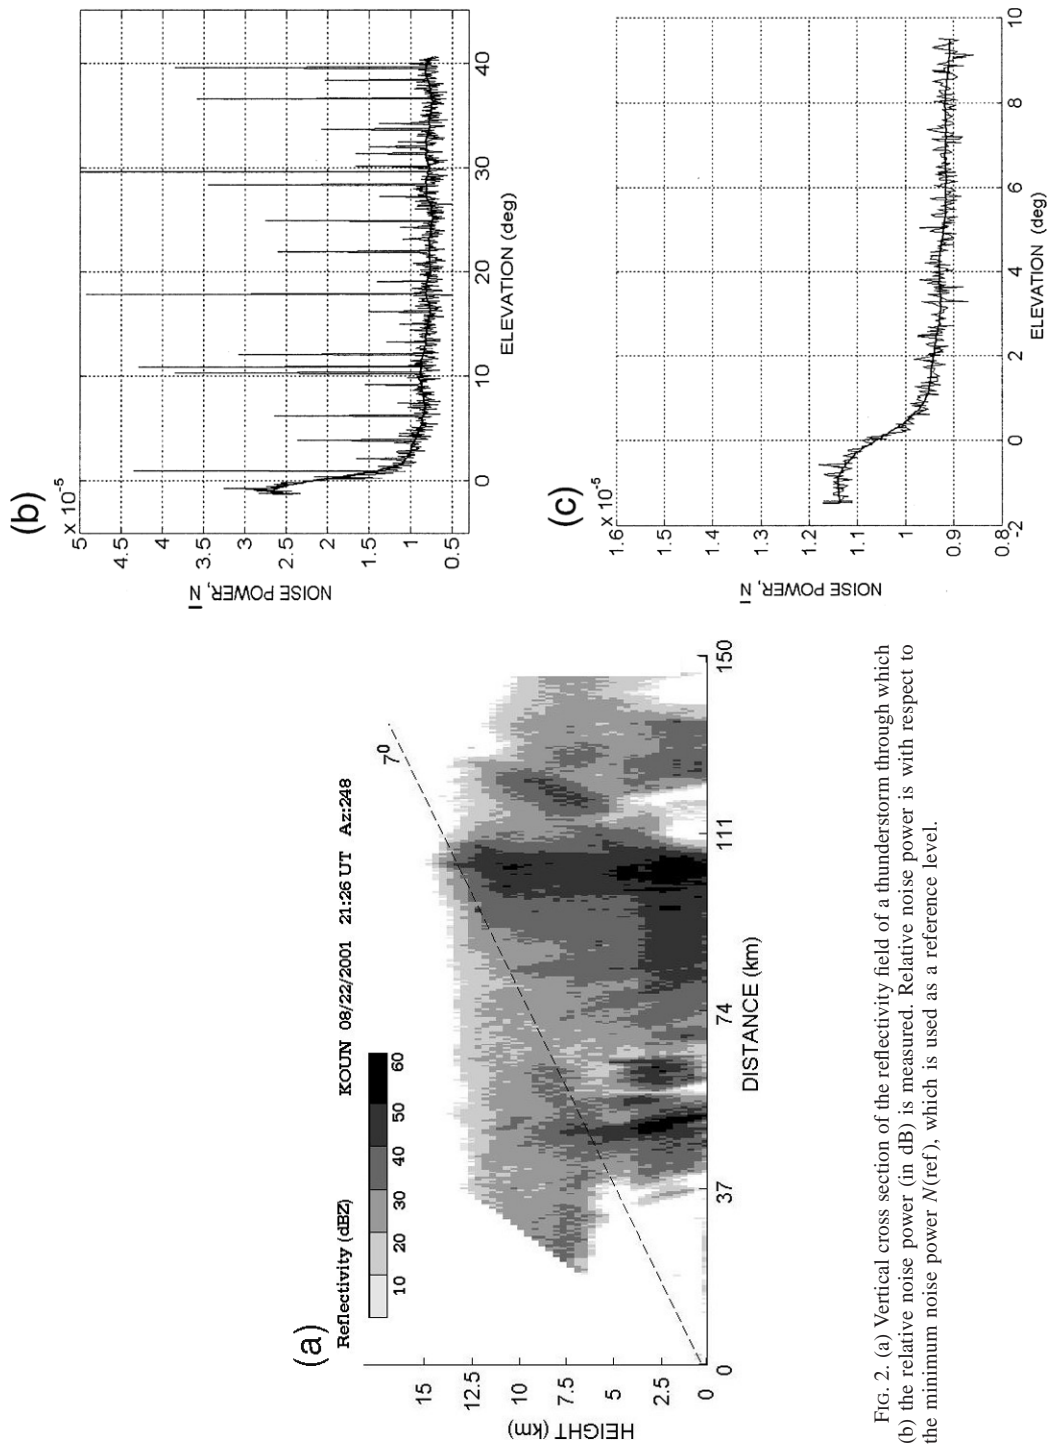 (a)
Reflectivity (dBZ)
KOUN 08/22/2001 21:26 UT Az:248
10 20 30 40 50 60
7⁰
HEIGHT (km)
15
12.5
10
7.5
5
2.5
0
0 37 74 111 150
DISTANCE (km)
(b)
x 10⁻⁵
NOISE POWER, N
5
4.5
4
3.5
3
2.5
2
1.5
1
0.5
0 10 20 30 40
ELEVATION (deg)
(c)
x 10⁻⁵
NOISE POWER, N
1.6
1.5
1.4
1.3
1.2
1.1
1
0.9
0.8
-2 0 2 4 6 8 10
ELEVATION (deg)
FIG. 2. (a) Vertical cross section of the reflectivity field of a thunderstorm through which
(b) the relative noise power (in dB) is measured. Relative noise power is with respect to
the minimum noise power N(ref), which is used as a reference level.